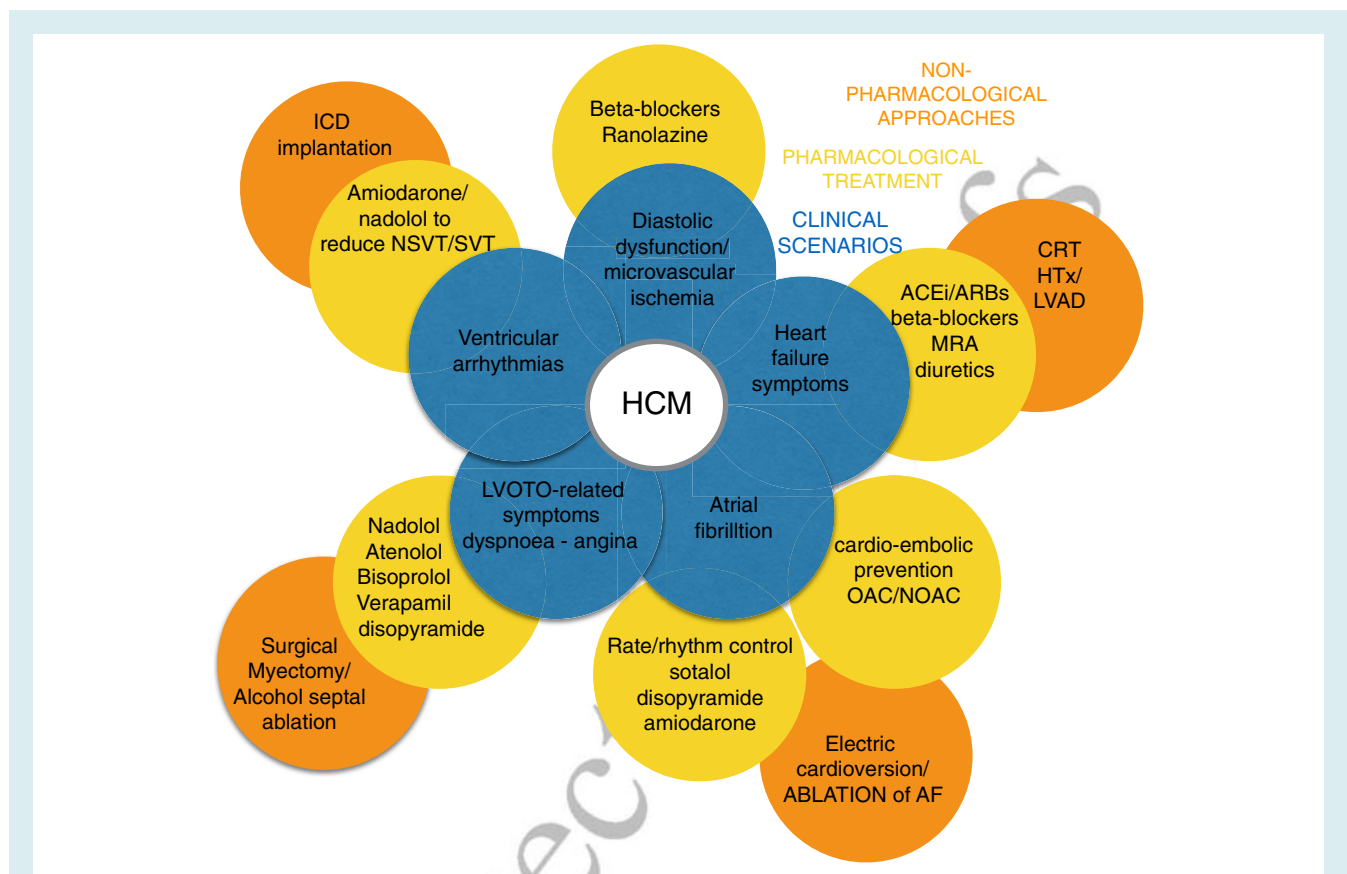 NON-
PHARMACOLOGICAL
APPROACHES
PHARMACOLOGICAL
TREATMENT
CLINICAL
SCENARIOS
ICD
implantation
Amiodarone/
nadolol to
reduce NSVT/SVT
Beta-blockers
Ranolazine
Diastolic
dysfunction/
microvascular
ischemia
Ventricular
arrhythmias
Heart
failure
symptoms
ACEi/ARBs
beta-blockers
MRA
diuretics
CRT
HTx/
LVAD
HCM
LVOTO-related
symptoms
dyspnoea - angina
Atrial
fibrilltion
Nadolol
Atenolol
Bisoprolol
Verapamil
disopyramide
Surgical
Myectomy/
Alcohol septal
ablation
cardio-embolic
prevention
OAC/NOAC
Rate/rhythm control
sotalol
disopyramide
amiodarone
Electric
cardioversion/
ABLATION of AF